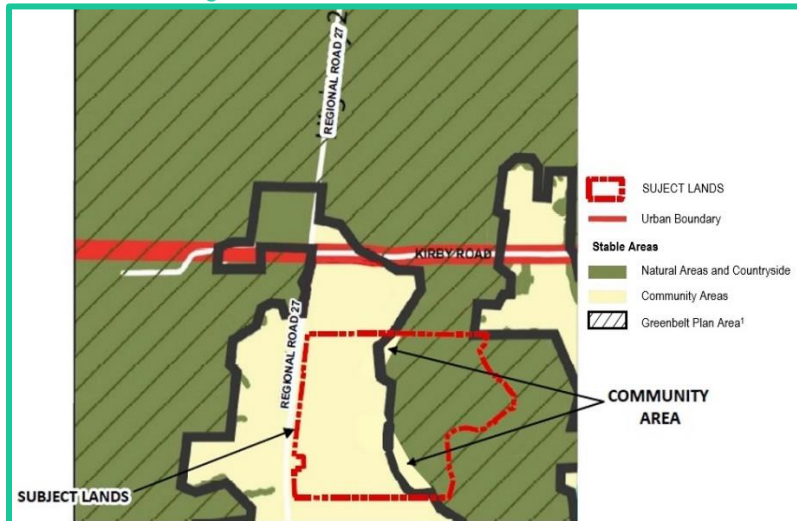 REGIONAL ROAD 27
KIRBY ROAD
REGIONAL ROAD 27
SUBJECT LANDS
COMMUNITY
AREA
SUJECT LANDS
Urban Boundary
Stable Areas
Natural Areas and Countryside
Community Areas
Greenbelt Plan Area¹